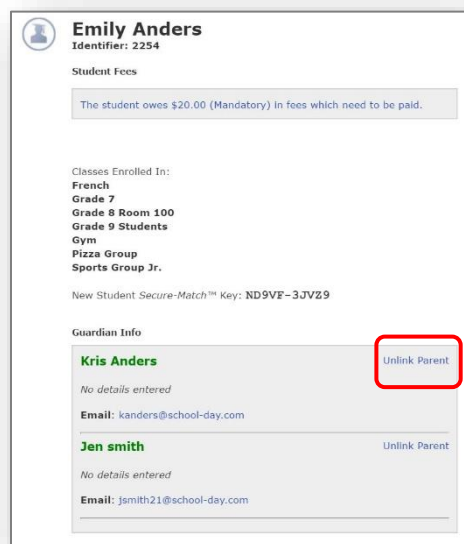 Emily Anders
Identifier: 2254
Student Fees
The student owes $20.00 (Mandatory) in fees which need to be paid.
Classes Enrolled In:
French
Grade 7
Grade 8 Room 100
Grade 9 Students
Gym
Pizza Group
Sports Group Jr.
New Student Secure-Match™ Key: ND9VF-3JVZ9
Guardian Info
Kris Anders Unlink Parent
No details entered
Email: kanders@school-day.com
Jen smith Unlink Parent
No details entered
Email: jsmith21@school-day.com